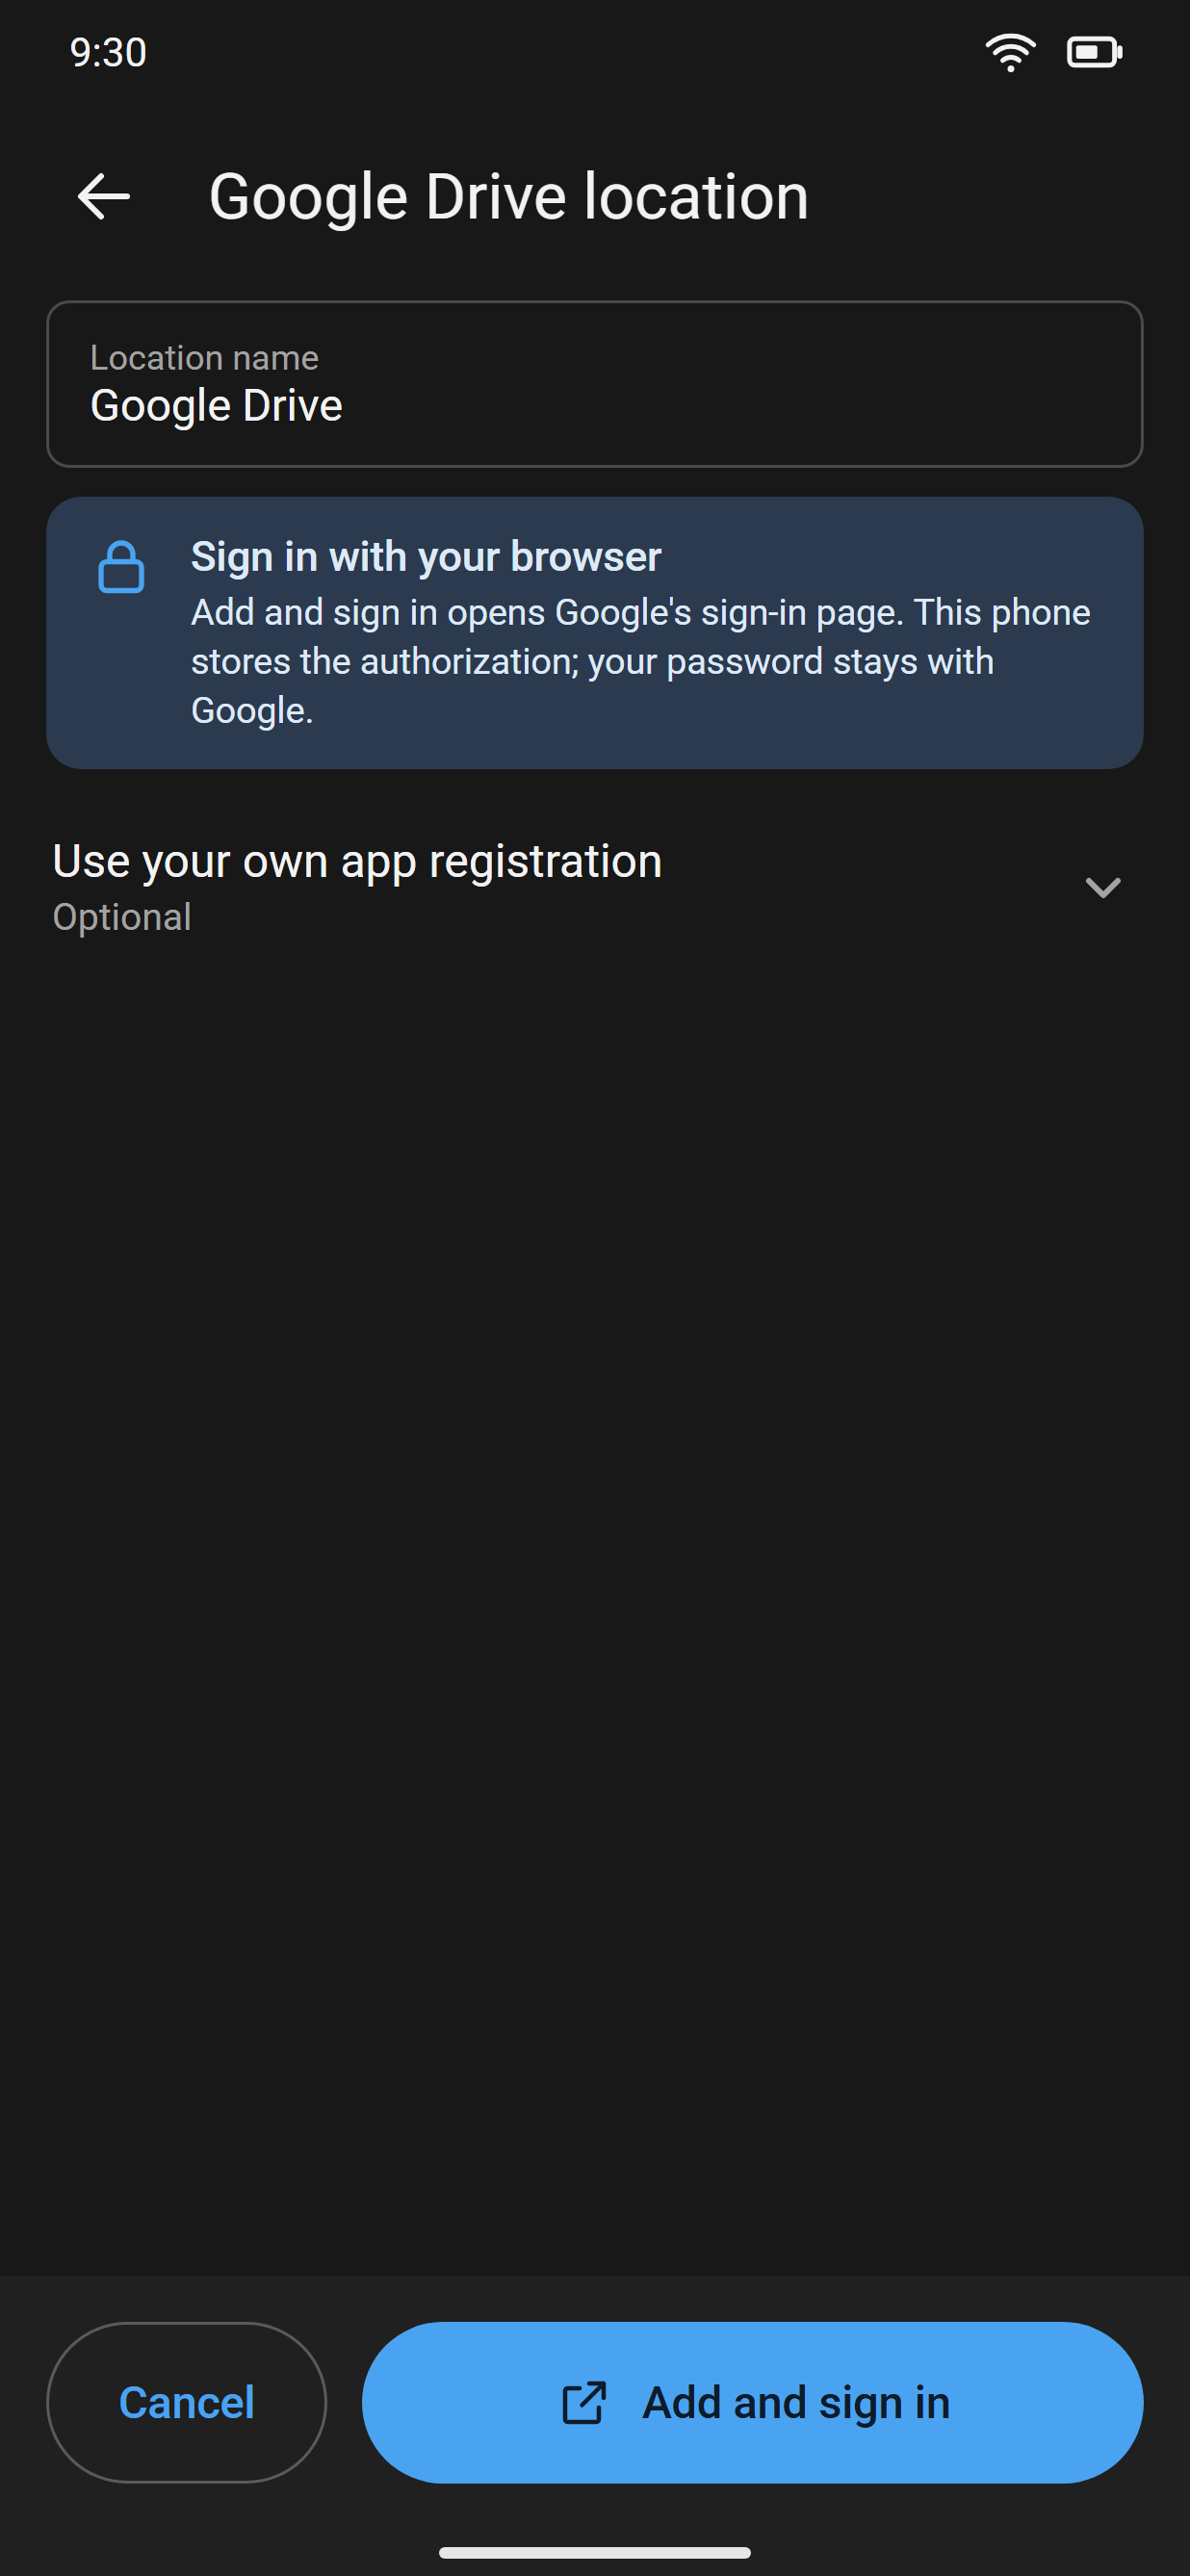 9:30
Google Drive location
Location name
Google Drive
Sign in with your browser
Add and sign in opens Google's sign-in page. This phone
stores the authorization; your password stays with
Google.
Use your own app registration
Optional
Cancel
Add and sign in